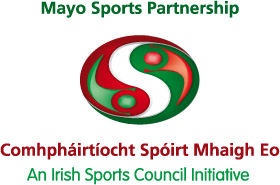 Mayo Sports Partnership
Comhpháirtíocht Spóirt Mhaigh Eo
An Irish Sports Council Initiative